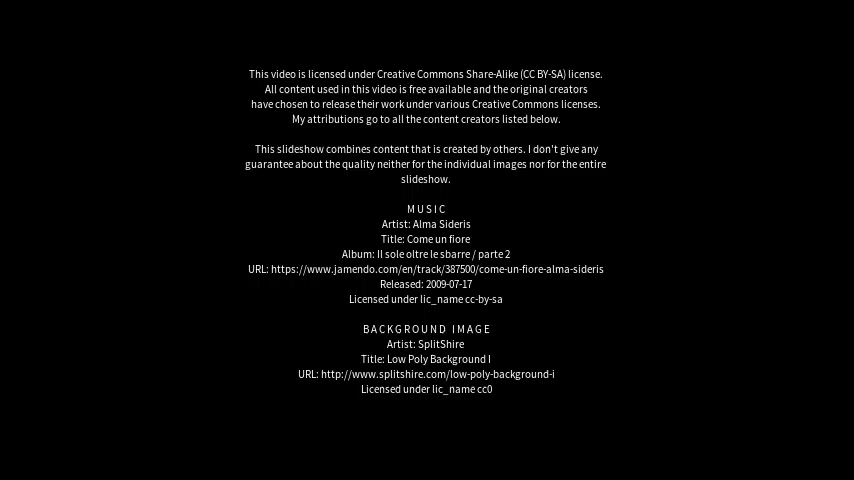 This video is licensed under Creative Commons Share-Alike (CC BY-SA) license.
All content used in this video is free available and the original creators
have chosen to release their work under various Creative Commons licenses.
My attributions go to all the content creators listed below.
This slideshow combines content that is created by others. I don't give any
guarantee about the quality neither for the individual images nor for the entire
slideshow.
MUSIC
Artist: Alma Sideris
Title: Come un fiore
Album: Il sole oltre le sbarre / parte 2
URL: https://www.jamendo.com/en/track/387500/come-un-fiore-alma-sideris
Released: 2009-07-17
Licensed under lic_name cc-by-sa
BACKGROUND IMAGE
Artist: SplitShire
Title: Low Poly Background I
URL: http://www.splitshire.com/low-poly-background-i
Licensed under lic_name cc0